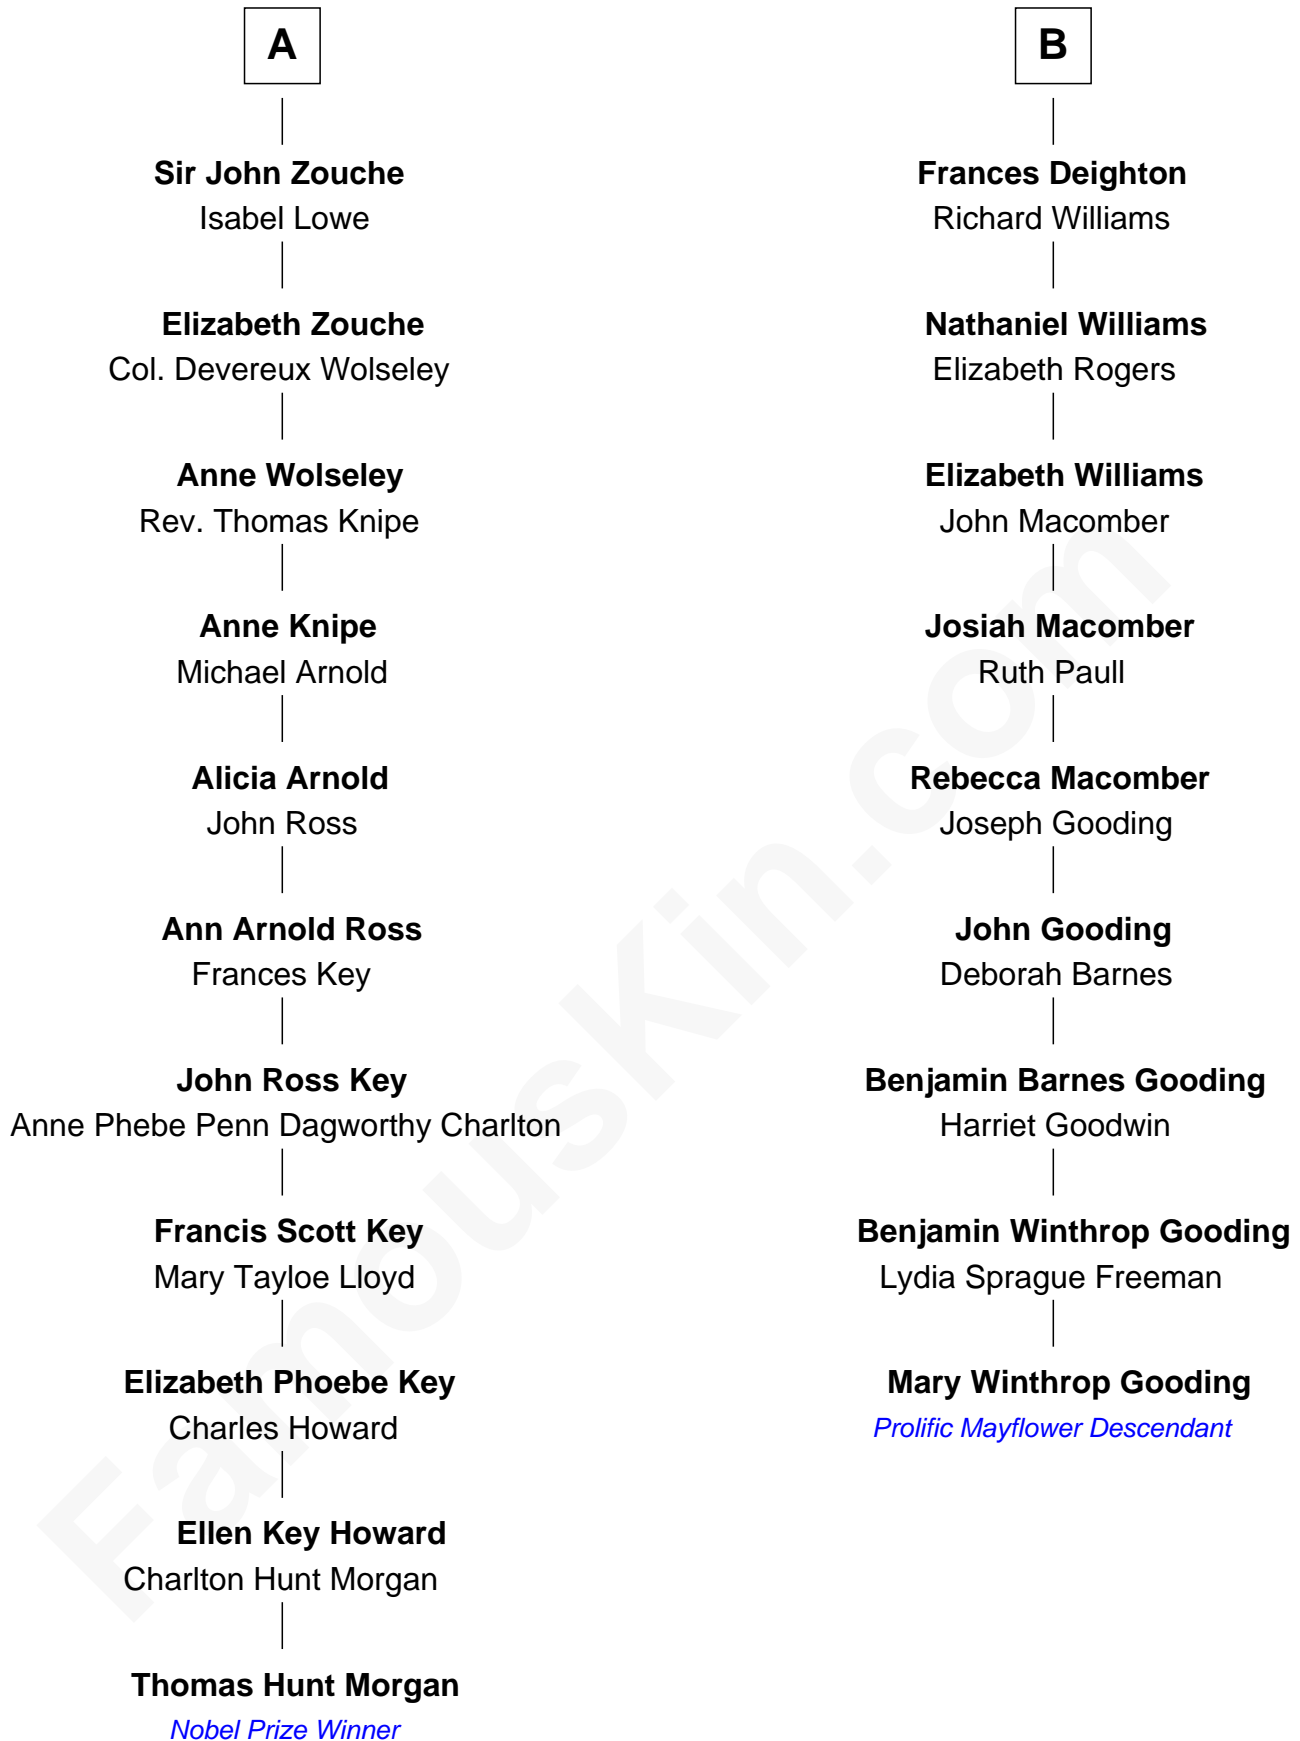 A
Sir John Zouche
Isabel Lowe
Elizabeth Zouche
Col. Devereux Wolseley
Anne Wolseley
Rev. Thomas Knipe
Anne Knipe
Michael Arnold
Alicia Arnold
John Ross
Ann Arnold Ross
Frances Key
John Ross Key
Anne Phebe Penn Dagworthy Charlton
Francis Scott Key
Mary Tayloe Lloyd
Elizabeth Phoebe Key
Charles Howard
Ellen Key Howard
Charlton Hunt Morgan
Thomas Hunt Morgan
Nobel Prize Winner
B
Frances Deighton
Richard Williams
Nathaniel Williams
Elizabeth Rogers
Elizabeth Williams
John Macomber
Josiah Macomber
Ruth Paull
Rebecca Macomber
Joseph Gooding
John Gooding
Deborah Barnes
Benjamin Barnes Gooding
Harriet Goodwin
Benjamin Winthrop Gooding
Lydia Sprague Freeman
Mary Winthrop Gooding
Prolific Mayflower Descendant
FamousKin.com